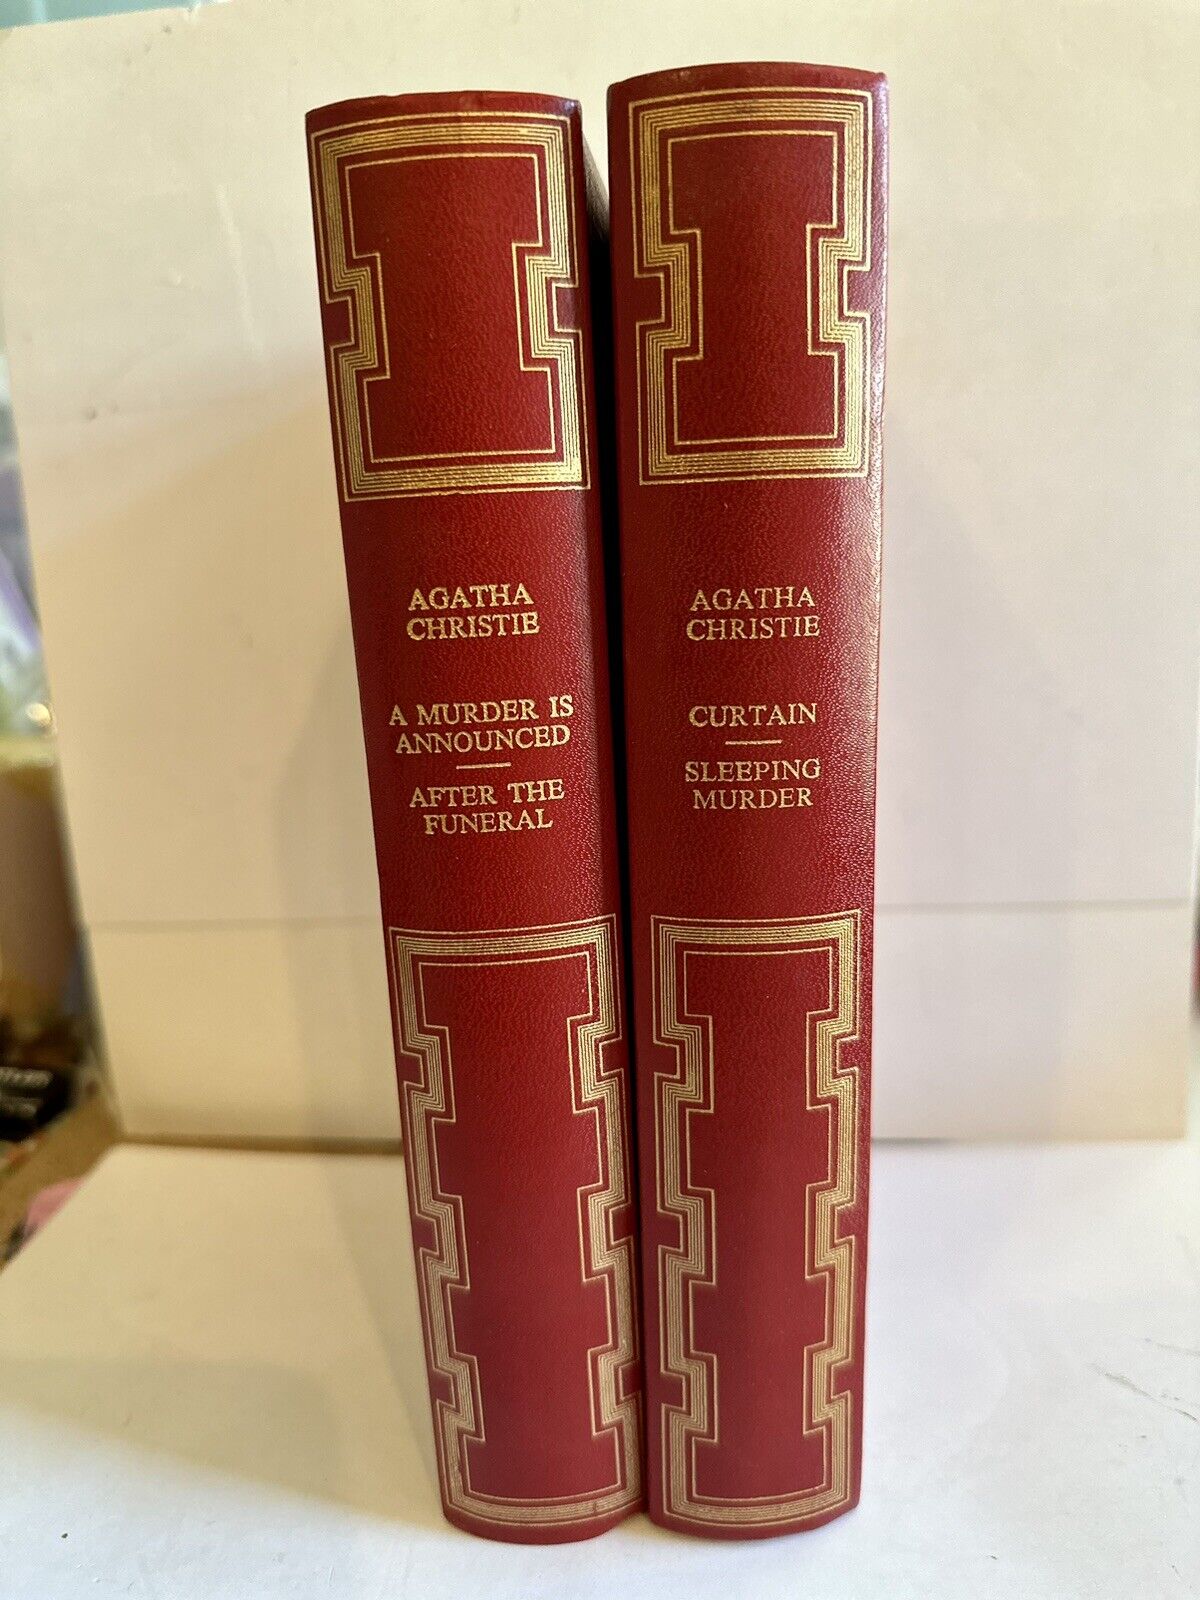 AGATHA
CHRISTIE
A MURDER IS
ANNOUNCED
AFTER THE
FUNERAL
AGATHA
CHRISTIE
CURTAIN
SLEEPING
MURDER